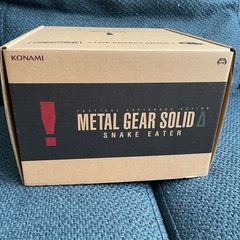 KONAMI
!
TACTICAL ESPIONAGE ACTION
METAL GEAR SOLID Δ
SNAKE EATER